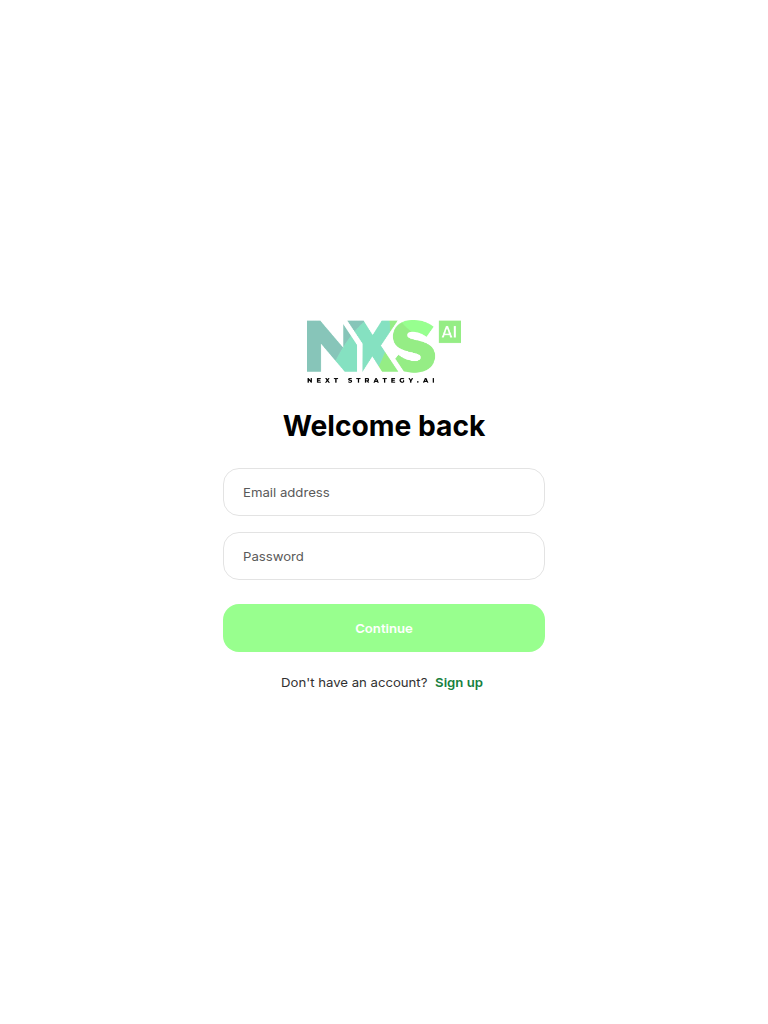 NXS AI
NEXT STRATEGY.AI
Welcome back
Email address
Password
Continue
Don't have an account? Sign up